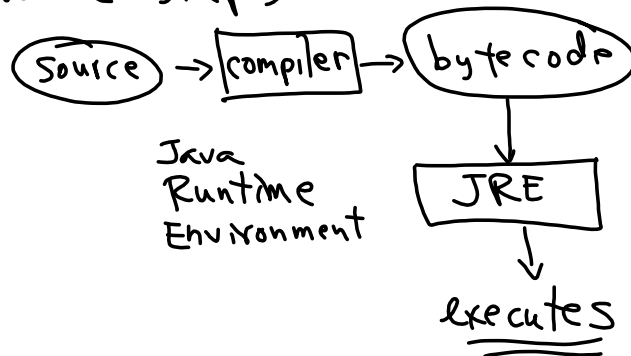 source → compiler → bytecode
Java
Runtime
Environment
JRE
executes